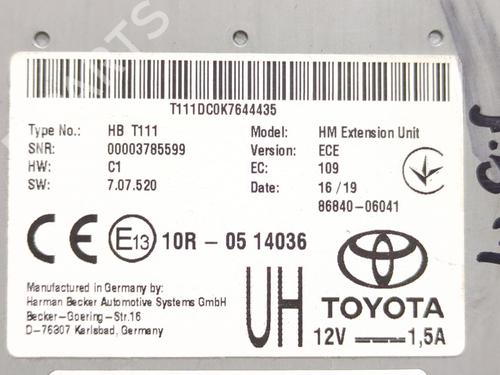 PARTS
T111DC0K7644435
Type No.: HB T111 Model: HM Extension Unit
SNR: 00003785599 Version: ECE
HW: C1 EC: 109
SW: 7.07.520 Date: 16/19
86840-06041
CE E13 10R - 05 14036
Manufactured in Germany by:
Harman Becker Automotive Systems GmbH
Becker-Goering-Str.16
D-76307 Karlsbad, Germany
UH
TOYOTA
12V 1,5A